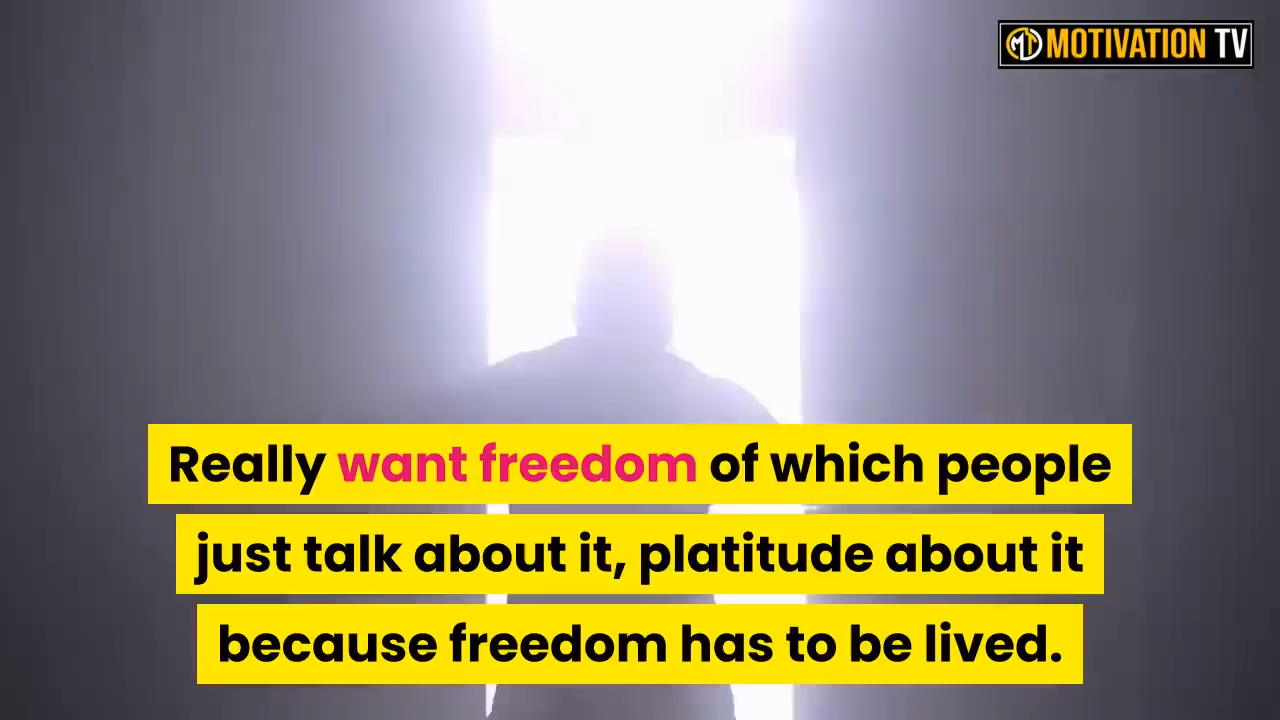 MT MOTIVATION TV
Really want freedom of which people
just talk about it, platitude about it
because freedom has to be lived.